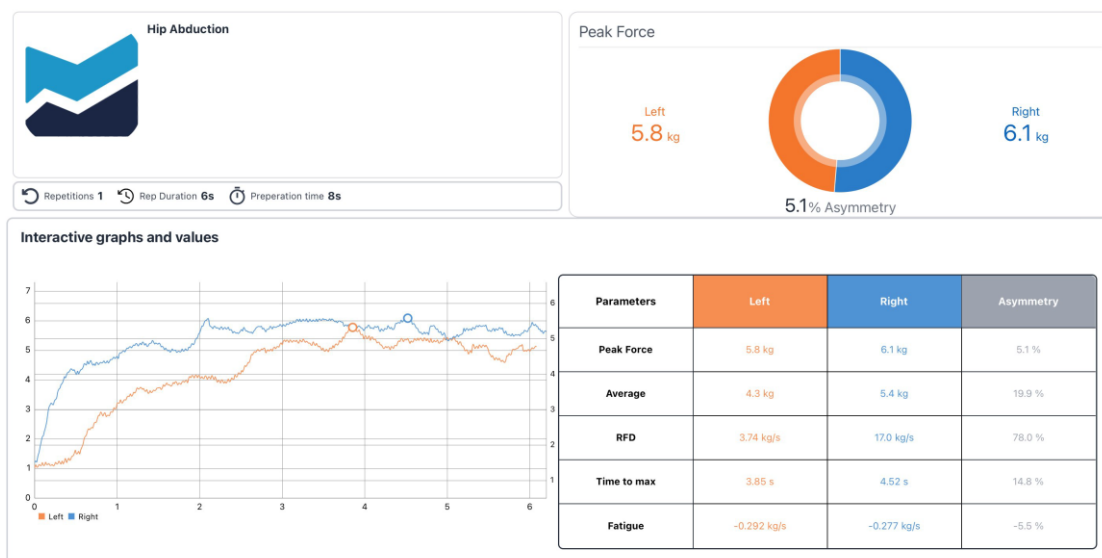 Hip Abduction
Repetitions 1 Rep Duration 6s Preperation time 8s
Peak Force
Left
5.8 kg
Right
6.1 kg
5.1% Asymmetry
Interactive graphs and values
7
6
5
4
3
2
1
0
0 1 2 3 4 5 6
6
5
4
3
2
1
Left Right
Parameters Left Right Asymmetry
Peak Force 5.8 kg 6.1 kg 5.1 %
Average 4.3 kg 5.4 kg 19.9 %
RFD 3.74 kg/s 17.0 kg/s 78.0 %
Time to max 3.85 s 4.52 s 14.8 %
Fatigue -0.292 kg/s -0.277 kg/s -5.5 %